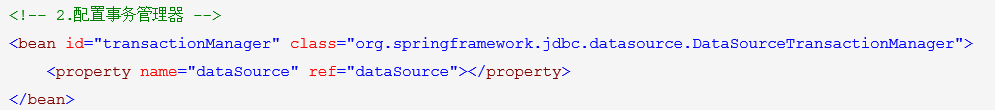 <!-- 2.配置事务管理器 -->
<bean id="transactionManager" class="org.springframework.jdbc.datasource.DataSourceTransactionManager">
    <property name="dataSource" ref="dataSource"></property>
</bean>